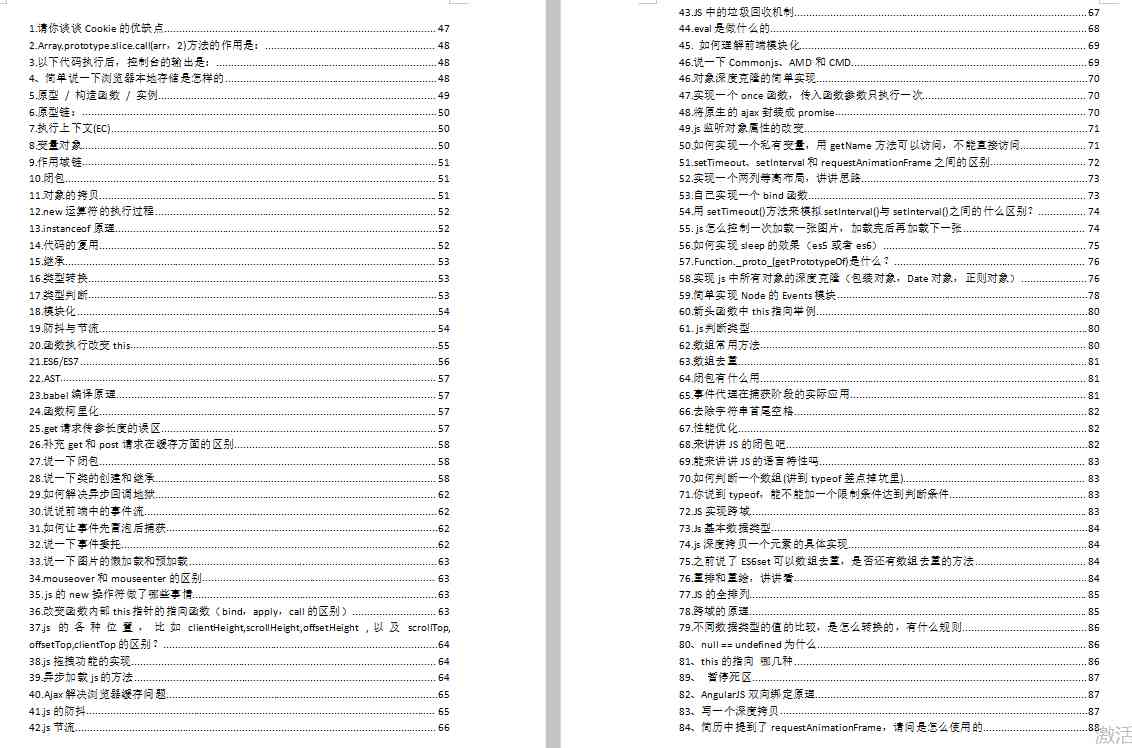 1.请你谈谈 Cookie 的优缺点 47
2.Array.prototype.slice.call(arr，2)方法的作用是： 48
3.以下代码执行后，控制台的输出是： 48
4、简单说一下浏览器本地存储是怎样的 48
5.原型 / 构造函数 / 实例 49
6.原型链： 50
7.执行上下文(EC) 50
8.变量对象 50
9.作用域链 51
10.闭包 51
11.对象的拷贝 51
12.new 运算符的执行过程 52
13.instanceof 原理 52
14.代码的复用 52
15.继承 53
16.类型转换 53
17.类型判断 53
18.模块化 54
19.防抖与节流 54
20.函数执行改变 this 55
21.ES6/ES7 56
22.AST 57
23.babel 编译原理 57
24.函数柯里化 57
25.get 请求传参长度的误区 57
26.补充 get 和 post 请求在缓存方面的区别 58
27.说一下闭包 58
28.说一下类的创建和继承 58
29.如何解决异步回调地狱 62
30.说说前端中的事件流 62
31.如何让事件先冒泡后捕获 62
32.说一下事件委托 62
33.说一下图片的懒加载和预加载 63
34.mouseover 和 mouseenter 的区别 63
35.js 的 new 操作符做了哪些事情 63
36.改变函数内部 this 指针的指向函数（bind，apply，call 的区别） 63
37.js 的各种位置，比如 clientHeight,scrollHeight,offsetHeight ,以及 scrollTop,
offsetTop,clientTop 的区别？ 64
38.js 拖拽功能的实现 64
39.异步加载 js 的方法 64
40.Ajax 解决浏览器缓存问题 65
41.js 的防抖 65
42.js 节流 66
43.JS 中的垃圾回收机制 67
44.eval 是做什么的 68
45. 如何理解前端模块化 69
46.说一下 Commonjs、AMD 和 CMD 69
46.对象深度克隆的简单实现 70
47.实现一个 once 函数，传入函数参数只执行一次 70
48.将原生的 ajax 封装成 promise 70
49.js 监听对象属性的改变 71
50.如何实现一个私有变量，用 getName 方法可以访问，不能直接访问 71
51.setTimeout、setInterval 和 requestAnimationFrame 之间的区别 72
52.实现一个两列等高布局，讲讲思路 73
53.自己实现一个 bind 函数 73
54.用 setTimeout()方法来模拟 setInterval()与 setInterval()之间的什么区别？ 74
55. js 怎么控制一次加载一张图片，加载完后再加载下一张 74
56.如何实现 sleep 的效果（es5 或者 es6） 75
57.Function._proto_(getPrototypeOf)是什么？ 76
58.实现 js 中所有对象的深度克隆（包装对象，Date 对象，正则对象） 76
59.简单实现 Node 的 Events 模块 78
60.箭头函数中 this 指向举例 80
61. js 判断类型 80
62.数组常用方法 80
63.数组去重 81
64.闭包有什么用 81
65.事件代理在捕获阶段的实际应用 81
66.去除字符串首尾空格 82
67.性能优化 82
68.来讲讲 JS 的闭包吧 82
69.能来讲讲 JS 的语言特性吗 83
70.如何判断一个数组(讲到 typeof 差点掉坑里) 83
71.你说到 typeof，能不能加一个限制条件达到判断条件 83
72.JS 实现跨域 83
73.Js 基本数据类型 84
74.js 深度拷贝一个元素的具体实现 84
75.之前说了 ES6set 可以数组去重，是否还有数组去重的方法 84
76.重排和重绘，讲讲看 84
77.JS 的全排列 85
78.跨域的原理 85
79.不同数据类型的值的比较，是怎么转换的，有什么规则 86
80、null == undefined 为什么 86
81、this 的指向 哪几种 86
89、 暂停死区 87
82、AngularJS 双向绑定原理 87
83、写一个深度拷贝 87
84、简历中提到了 requestAnimationFrame，请问是怎么使用的 88
激活